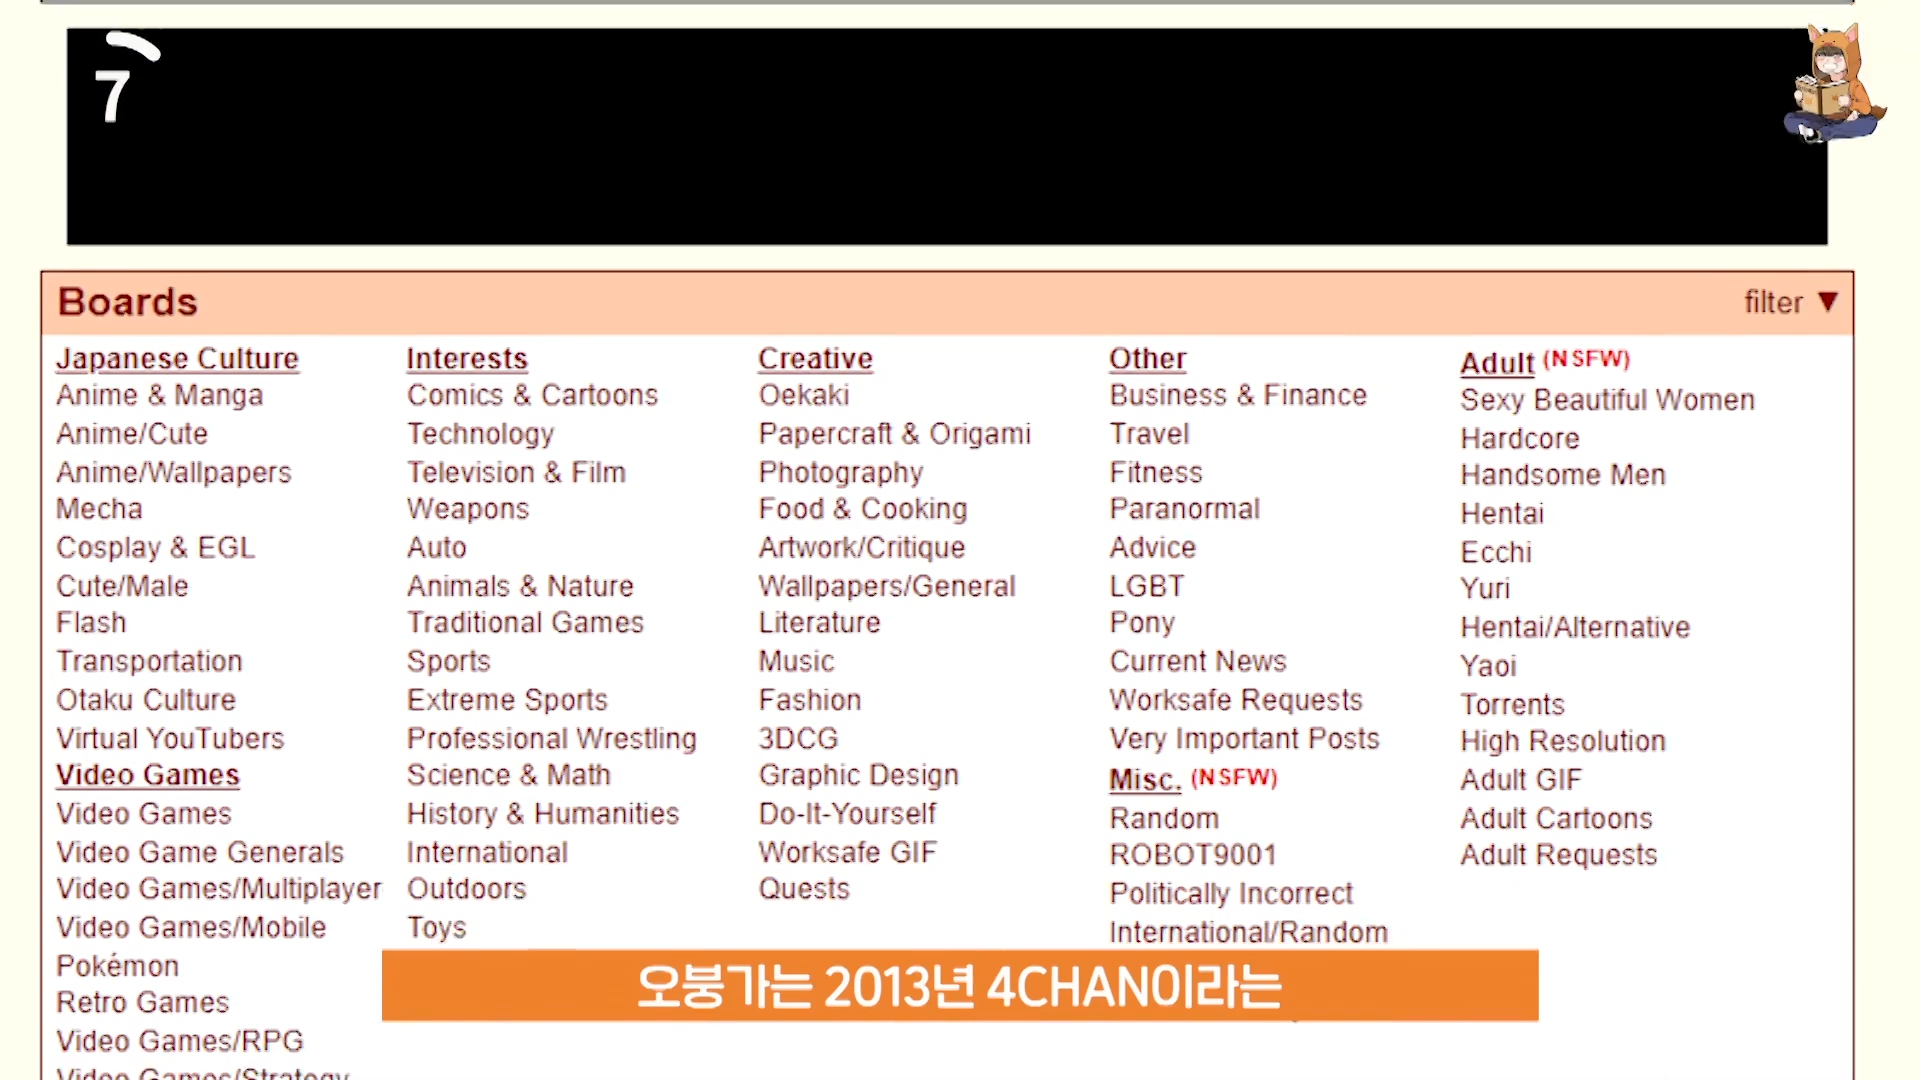 7
Boards
filter ▼
Japanese Culture
Anime & Manga
Anime/Cute
Anime/Wallpapers
Mecha
Cosplay & EGL
Cute/Male
Flash
Transportation
Otaku Culture
Virtual YouTubers
Video Games
Video Games
Video Game Generals
Video Games/Multiplayer
Video Games/Mobile
Pokémon
Retro Games
Video Games/RPG
Video Games/Strategy
Interests
Comics & Cartoons
Technology
Television & Film
Weapons
Auto
Animals & Nature
Traditional Games
Sports
Extreme Sports
Professional Wrestling
Science & Math
History & Humanities
International
Outdoors
Toys
Creative
Oekaki
Papercraft & Origami
Photography
Food & Cooking
Artwork/Critique
Wallpapers/General
Literature
Music
Fashion
3DCG
Graphic Design
Do-It-Yourself
Worksafe GIF
Quests
Other
Business & Finance
Travel
Fitness
Paranormal
Advice
LGBT
Pony
Current News
Worksafe Requests
Very Important Posts
Misc. (NSFW)
Random
ROBOT9001
Politically Incorrect
International/Random
Adult (NSFW)
Sexy Beautiful Women
Hardcore
Handsome Men
Hentai
Ecchi
Yuri
Hentai/Alternative
Yaoi
Torrents
High Resolution
Adult GIF
Adult Cartoons
Adult Requests
오붕가는 2013년 4CHAN이라는